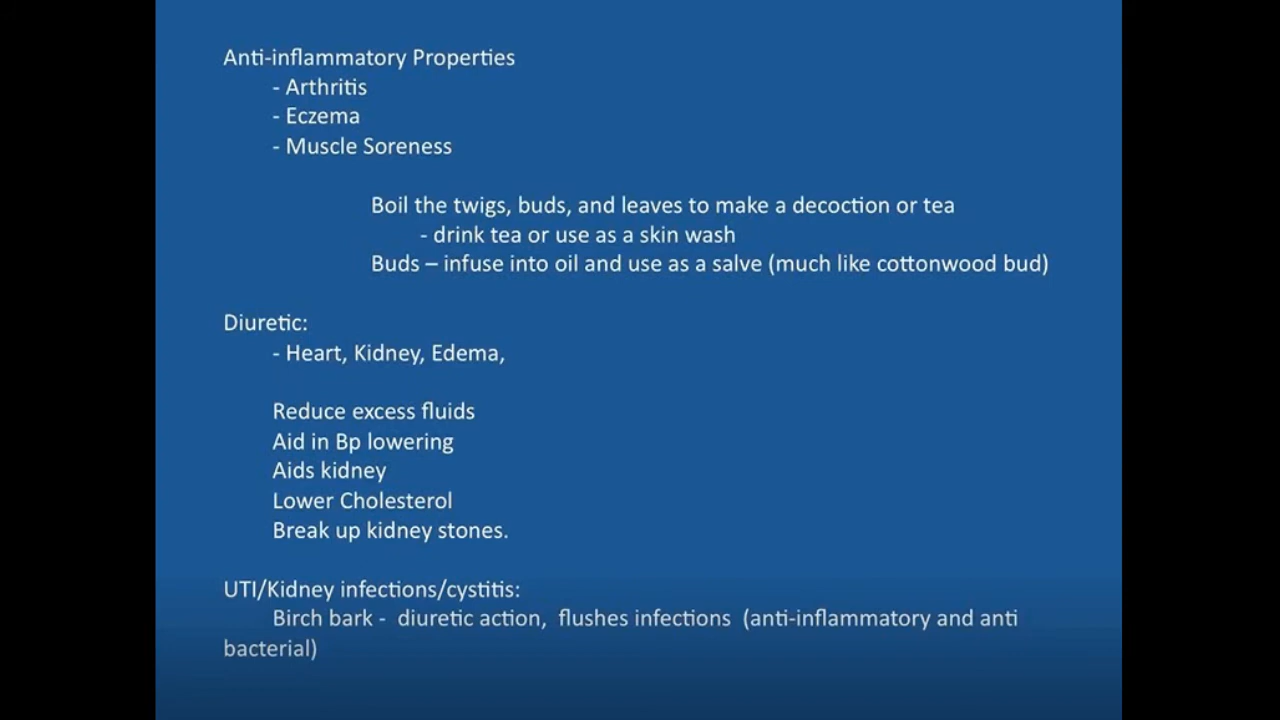 Anti-inflammatory Properties
- Arthritis
- Eczema
- Muscle Soreness
Boil the twigs, buds, and leaves to make a decoction or tea
- drink tea or use as a skin wash
Buds – infuse into oil and use as a salve (much like cottonwood bud)
Diuretic:
- Heart, Kidney, Edema,
Reduce excess fluids
Aid in Bp lowering
Aids kidney
Lower Cholesterol
Break up kidney stones.
UTI/Kidney infections/cystitis:
Birch bark -  diuretic action,  flushes infections  (anti-inflammatory and anti
bacterial)